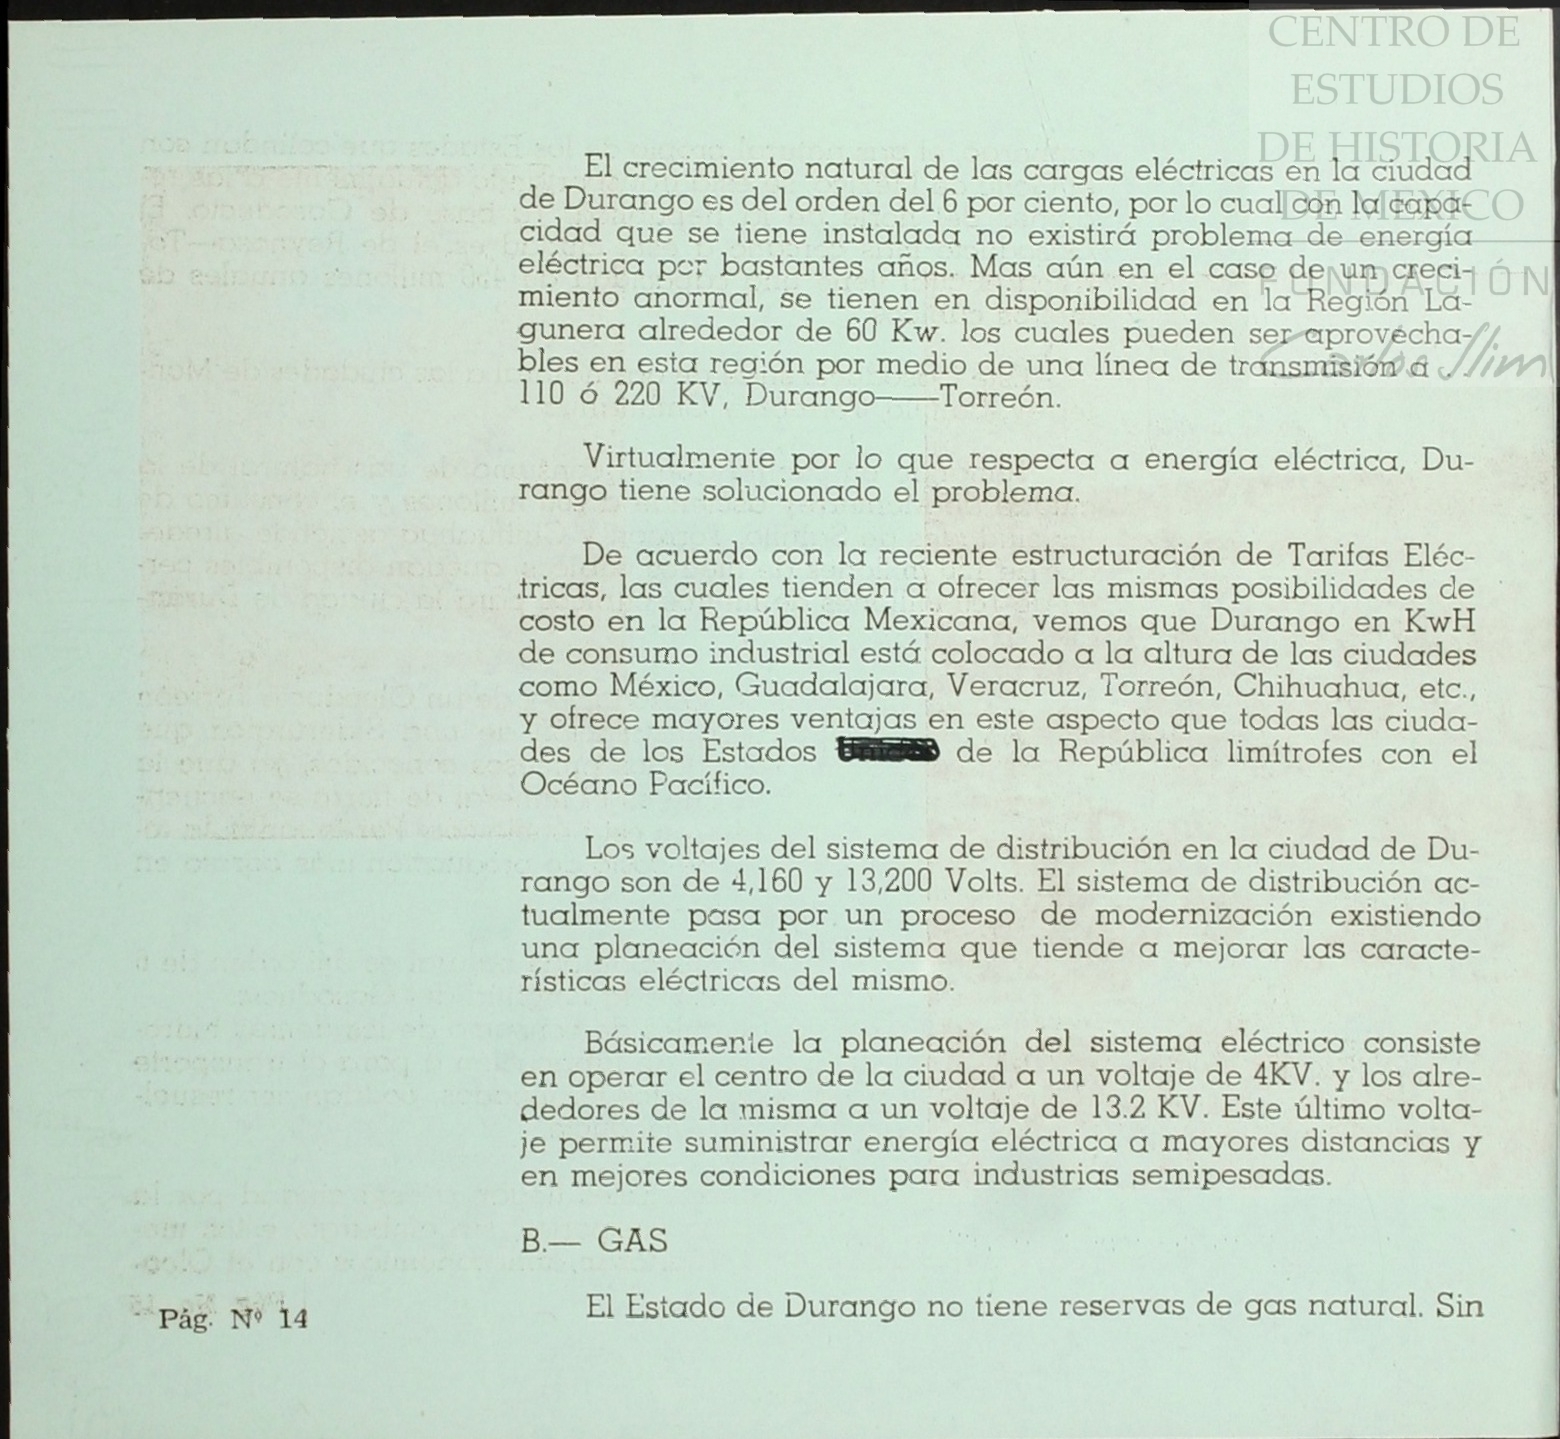 CENTRO DE
ESTUDIOS
DE HISTORIA
DE MÉXICO
FUNDACIÓN
Carlos Slim
El crecimiento natural de las cargas eléctricas en la ciudad
de Durango es del orden del 6 por ciento, por lo cual con la capa-
cidad que se tiene instalada no existirá problema de energía
eléctrica por bastantes años. Mas aún en el caso de un creci-
miento anormal, se tienen en disponibilidad en la Región La-
gunera alrededor de 60 Kw. los cuales pueden ser aprovecha-
bles en esta región por medio de una línea de transmisión a . .
110 ó 220 KV, Durango——Torreón.
Virtualmente por lo que respecta a energía eléctrica, Du-
rango tiene solucionado el problema.
De acuerdo con la reciente estructuración de Tarifas Eléc-
tricas, las cuales tienden a ofrecer las mismas posibilidades de
costo en la República Mexicana, vemos que Durango en KwH
de consumo industrial está colocado a la altura de las ciudades
como México, Guadalajara, Veracruz, Torreón, Chihuahua, etc.,
y ofrece mayores ventajas en este aspecto que todas las ciuda-
des de los Estados de la República limítrofes con el
Océano Pacífico.
Los voltajes del sistema de distribución en la ciudad de Du-
rango son de 4,160 y 13,200 Volts. El sistema de distribución ac-
tualmente pasa por un proceso de modernización existiendo
una planeación del sistema que tiende a mejorar las caracte-
rísticas eléctricas del mismo.
Básicamente la planeación del sistema eléctrico consiste
en operar el centro de la ciudad a un voltaje de 4KV. y los alre-
dedores de la misma a un voltaje de 13.2 KV. Este último volta-
je permite suministrar energía eléctrica a mayores distancias y
en mejores condiciones para industrias semipesadas.
B.— GAS
El Estado de Durango no tiene reservas de gas natural. Sin
Pág. Nº 14